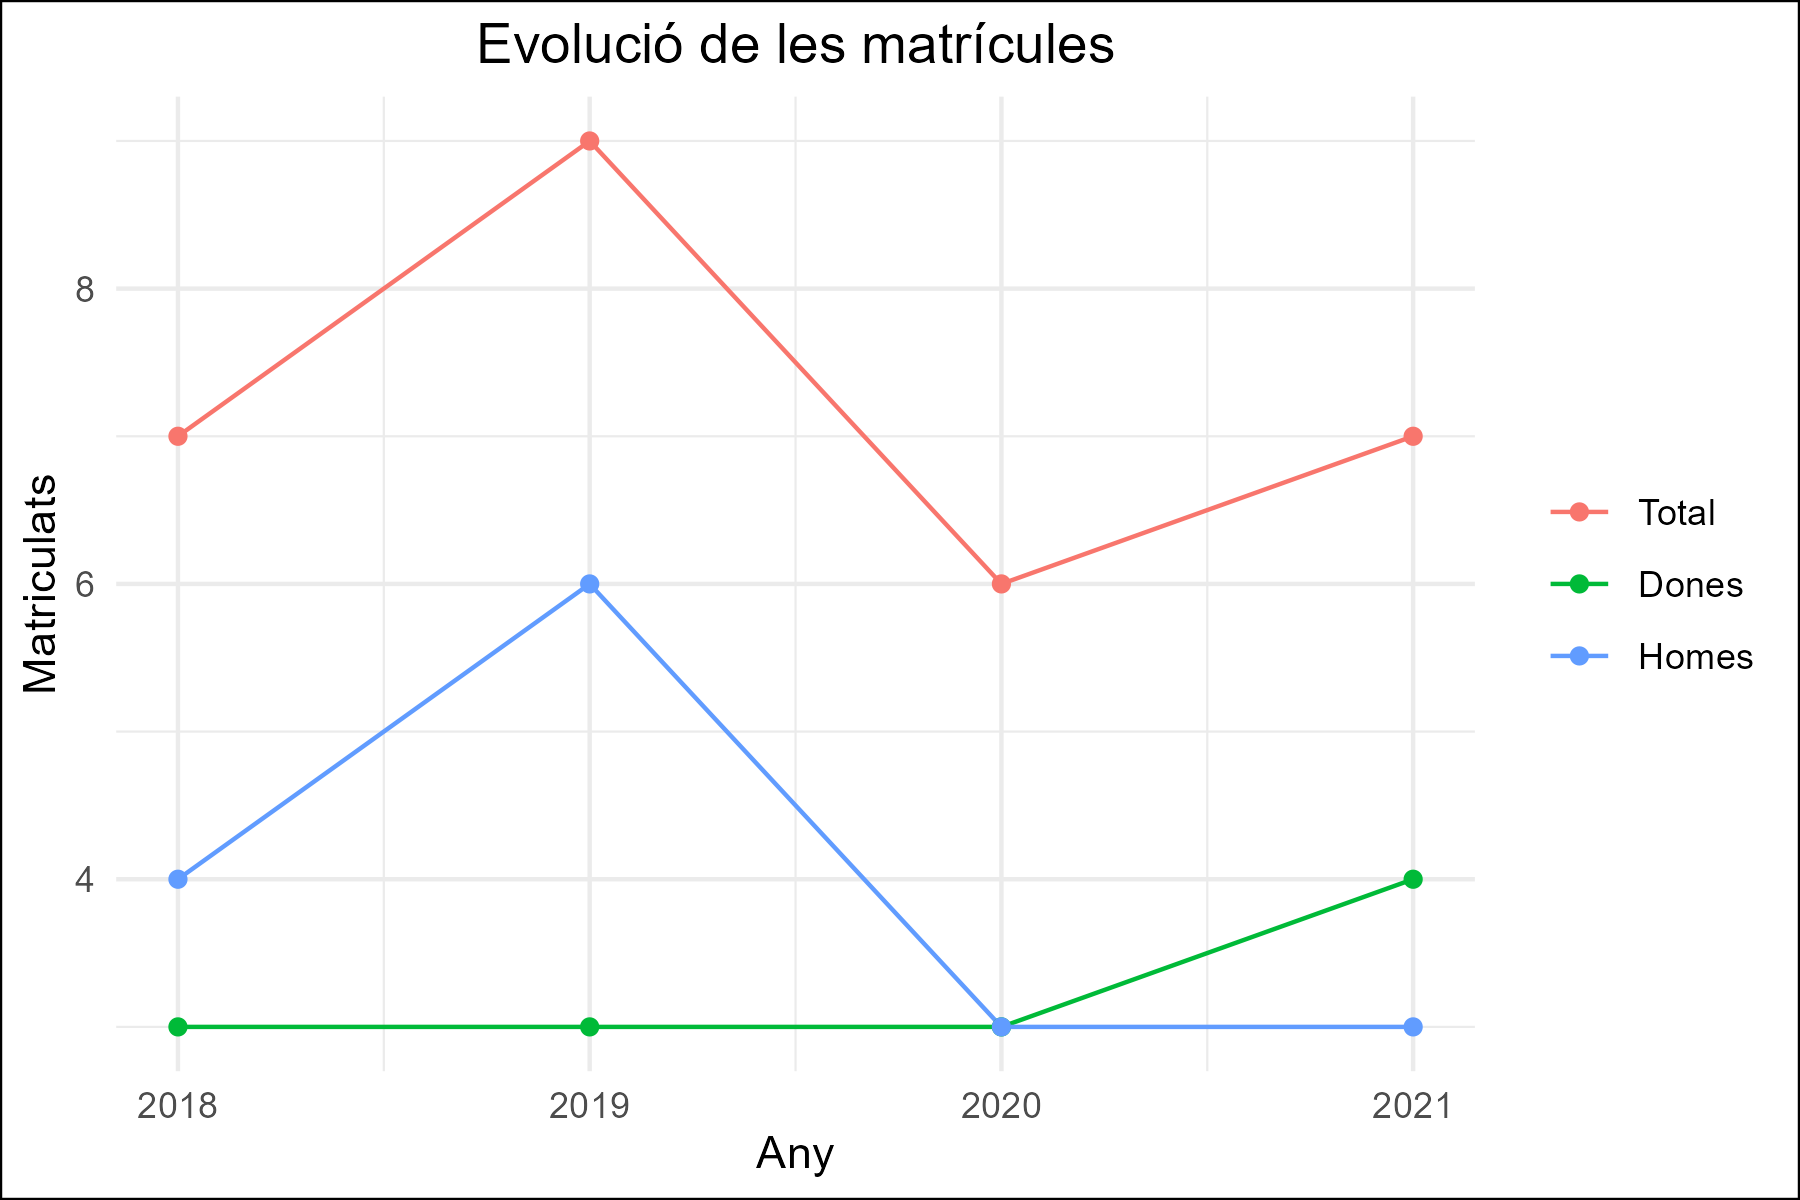 Evolució de les matrícules
Matriculats
8
6
4
2018 2019 2020 2021
Any
Total
Dones
Homes